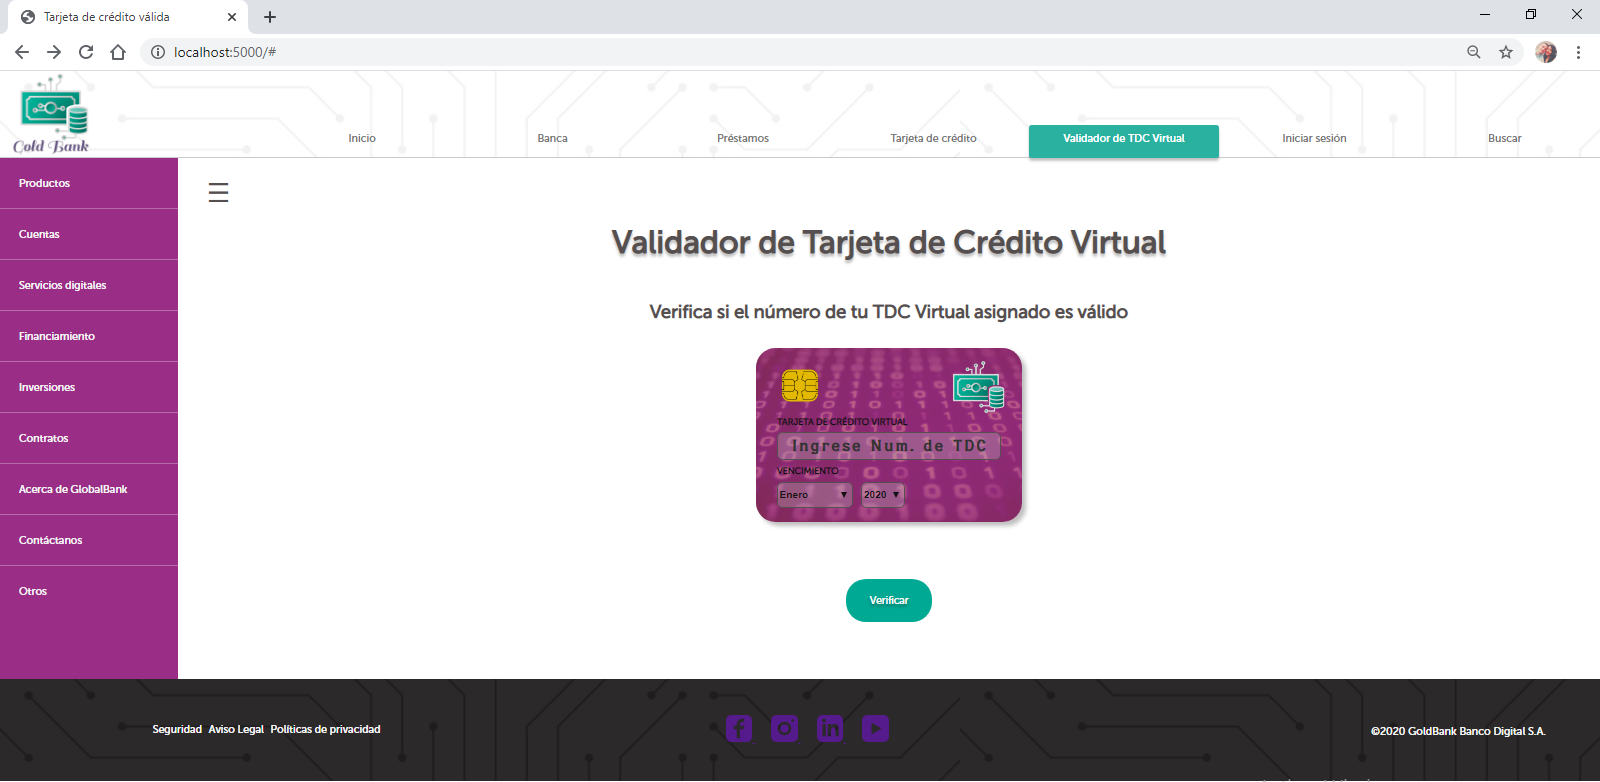 Tarjeta de crédito válida
localhost:5000/#
Gold Bank
Inicio
Banca
Préstamos
Tarjeta de crédito
Validador de TDC Virtual
Iniciar sesión
Buscar
Productos
Cuentas
Servicios digitales
Financiamiento
Inversiones
Contratos
Acerca de GlobalBank
Contáctanos
Otros
Validador de Tarjeta de Crédito Virtual
Verifica si el número de tu TDC Virtual asignado es válido
TARJETA DE CRÉDITO VIRTUAL
Ingrese Num. de TDC
VENCIMIENTO
Enero 2020
Verificar
Seguridad Aviso Legal Políticas de privacidad
©2020 GoldBank Banco Digital S.A.